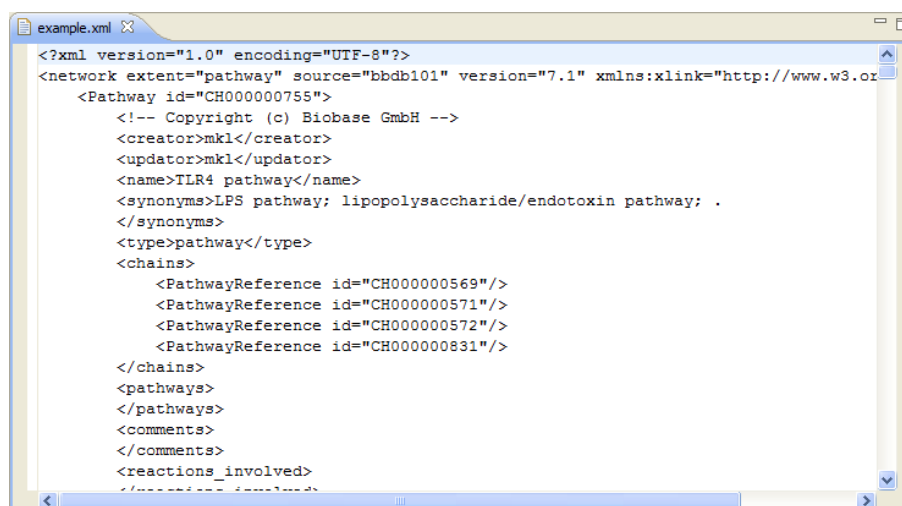 example.xml
<?xml version="1.0" encoding="UTF-8"?>
<network extent="pathway" source="bbdb101" version="7.1" xmlns:xlink="http://www.w3.or
<Pathway id="CH000000755">
<!-- Copyright (c) Biobase GmbH -->
<creator>mkl</creator>
<updator>mkl</updator>
<name>TLR4 pathway</name>
<synonyms>LPS pathway; lipopolysaccharide/endotoxin pathway; .
</synonyms>
<type>pathway</type>
<chains>
<PathwayReference id="CH000000569"/>
<PathwayReference id="CH000000571"/>
<PathwayReference id="CH000000572"/>
<PathwayReference id="CH000000831"/>
</chains>
<pathways>
</pathways>
<comments>
</comments>
<reactions_involved>
</reactions_involved>